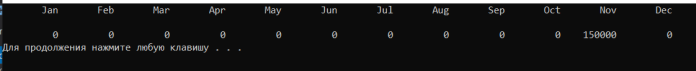 Jan Feb Mar Apr May Jun Jul Aug Sep Oct Nov Dec
0 0 0 0 0 0 0 0 0 0 150000 0
Для продолжения нажмите любую клавишу . . .